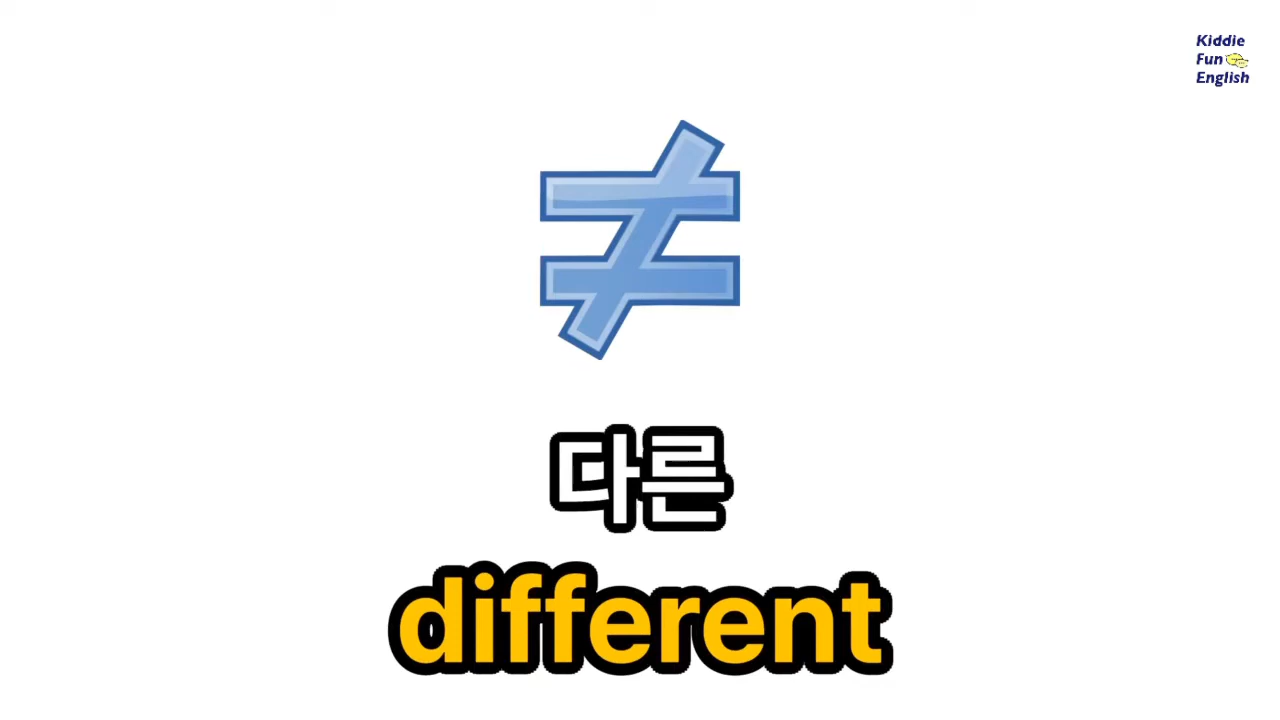 Kiddie
Fun
English
다른
different